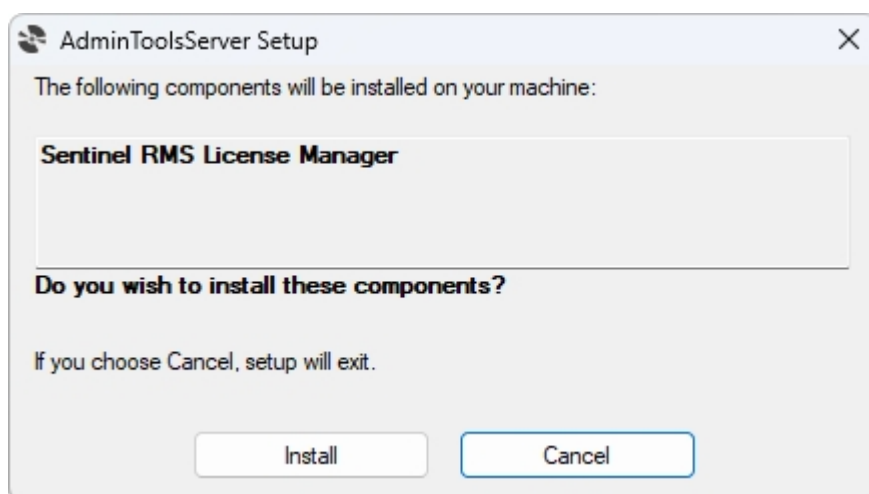 AdminToolsServer Setup
The following components will be installed on your machine:
Sentinel RMS License Manager
Do you wish to install these components?
If you choose Cancel, setup will exit.
Install
Cancel